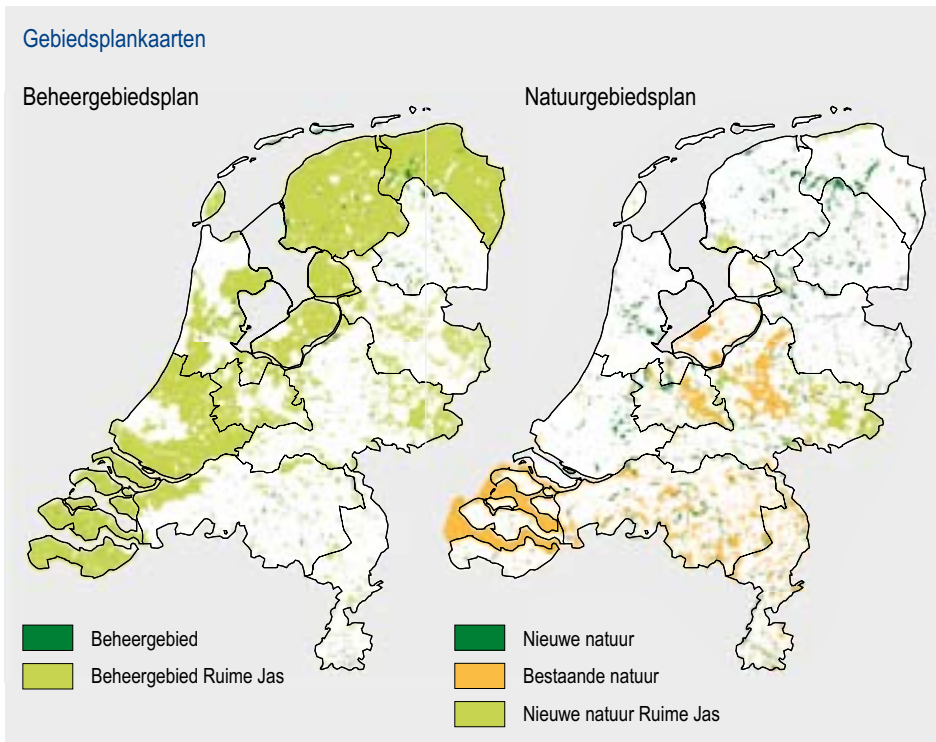 Gebiedsplankaarten
Beheergebiedsplan
Natuurgebiedsplan
Beheergebied
Beheergebied Ruime Jas
Nieuwe natuur
Bestaande natuur
Nieuwe natuur Ruime Jas